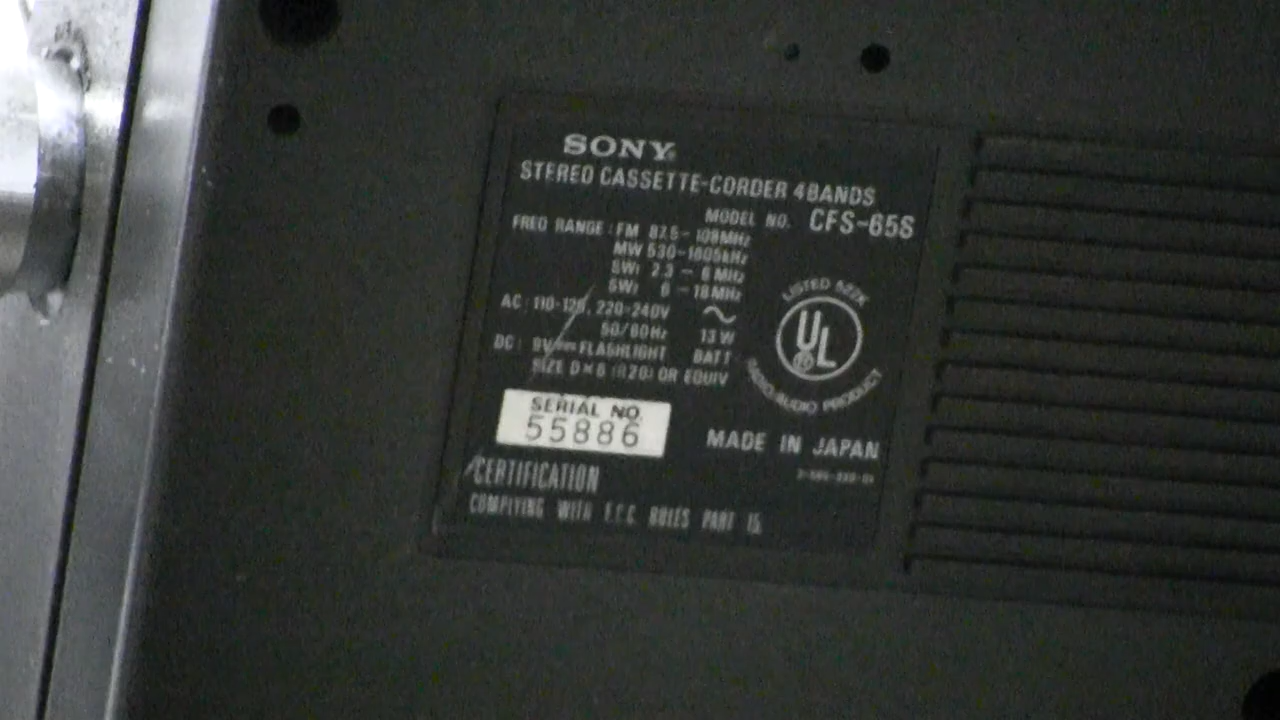 SONY
STEREO CASSETTE-CORDER 4BANDS
MODEL NO. CFS-65S
FREQ RANGE : FM 87.5 - 108MHz
MW 530-1605kHz
SW1 2.3 - 6 MHz
SW2 6 - 18MHz
AC : 110-120, 220-240V ~
50/60Hz 13 W
DC : 9V ⎓ FLASHLIGHT BATT
SIZE D × 6 (R20) OR EQUIV
LISTED
UL
RADIO-AUDIO PRODUCT
SERIAL NO.
55886
MADE IN JAPAN
CERTIFICATION
COMPLYING WITH F.C.C. RULES PART 15